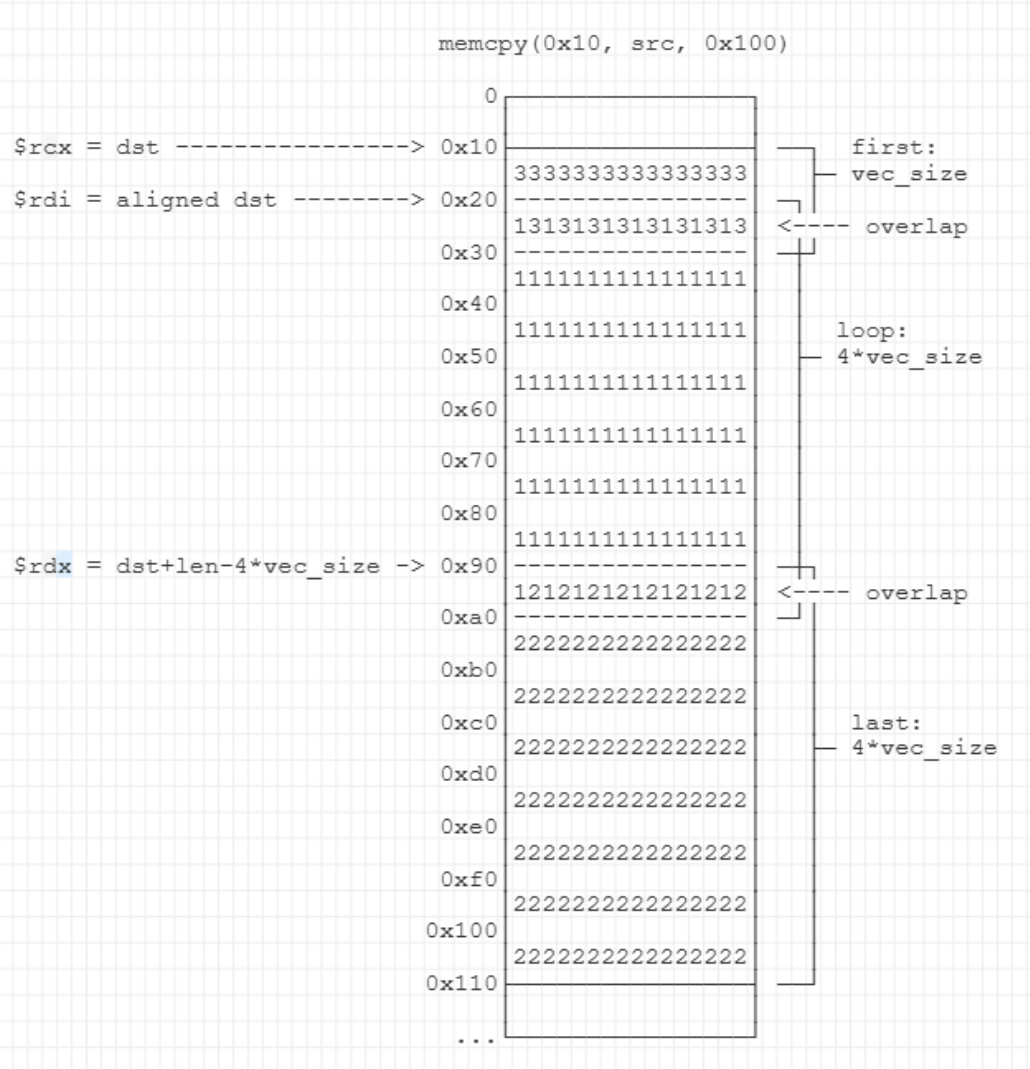 memcpy(0x10, src, 0x100)
0
$rcx = dst ----------------> 0x10 first:
3333333333333333 vec_size
$rdi = aligned dst --------> 0x20 ----------------
1313131313131313 <---- overlap
0x30 ----------------
1111111111111111
0x40
1111111111111111 loop:
0x50 4*vec_size
1111111111111111
0x60
1111111111111111
0x70
1111111111111111
0x80
1111111111111111
$rdx = dst+len-4*vec_size -> 0x90 ----------------
1212121212121212 <---- overlap
0xa0 ----------------
2222222222222222
0xb0
2222222222222222
0xc0 last:
2222222222222222 4*vec_size
0xd0
2222222222222222
0xe0
2222222222222222
0xf0
2222222222222222
0x100
2222222222222222
0x110
...